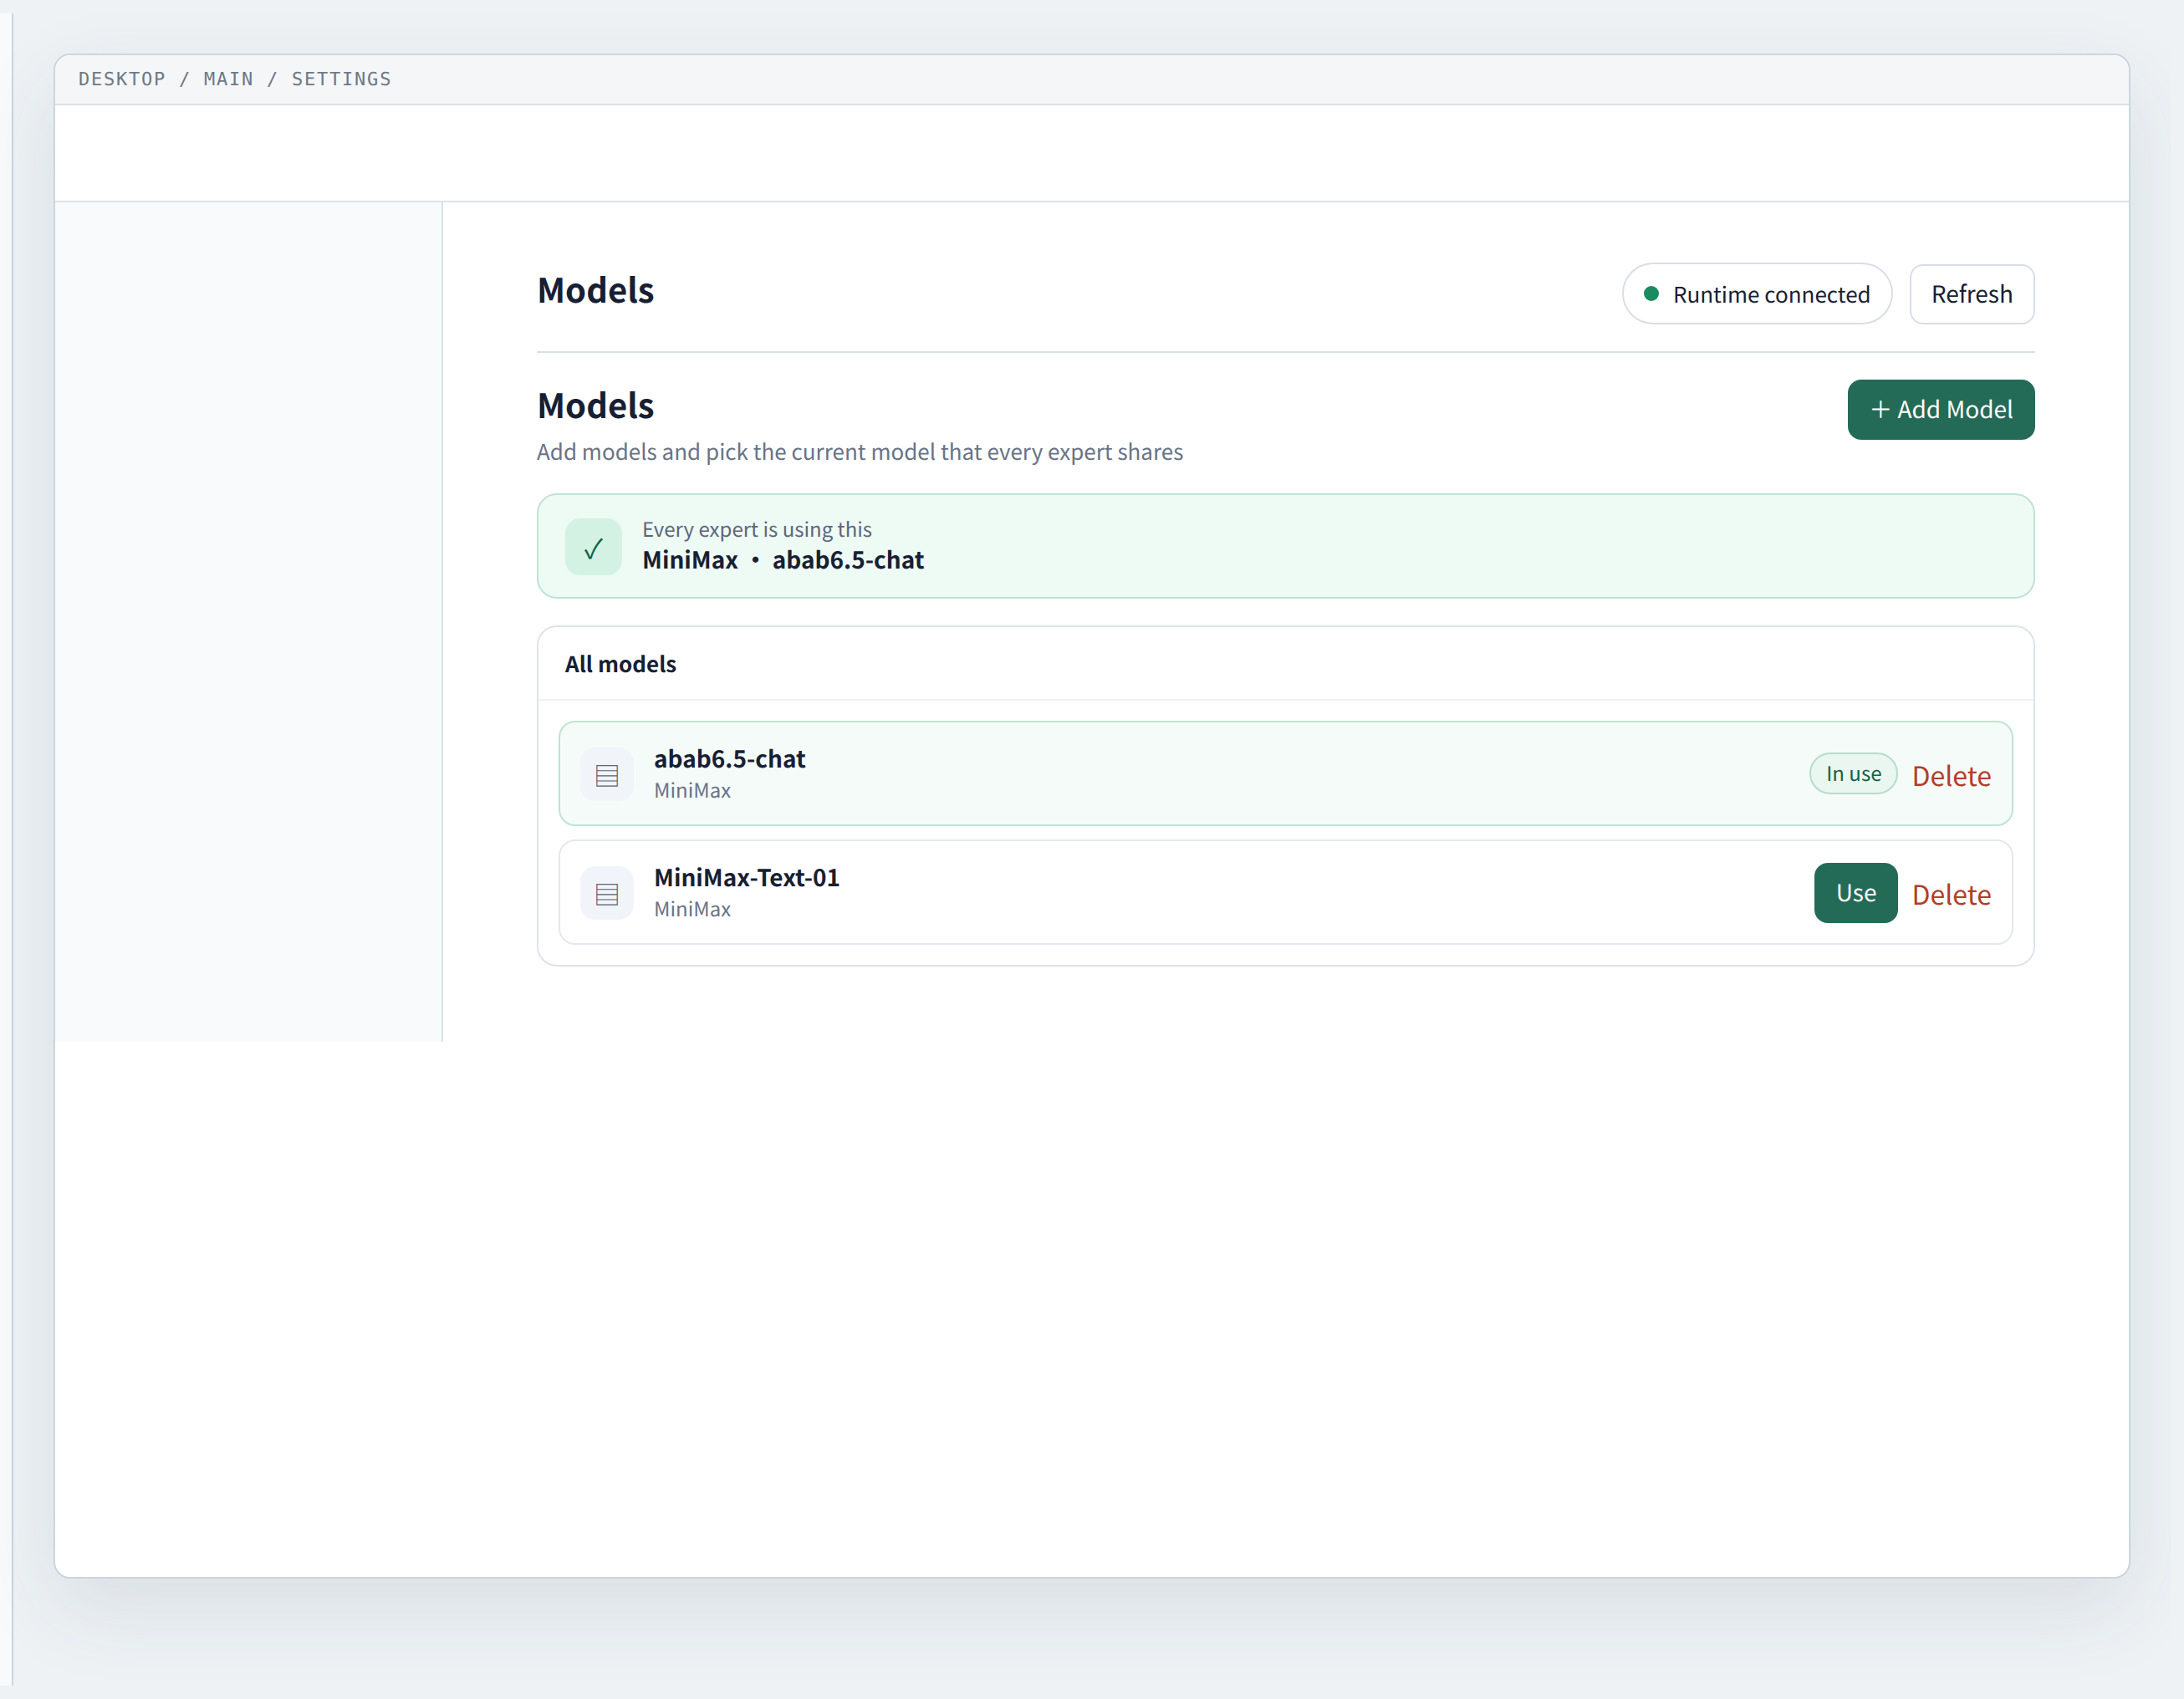 DESKTOP / MAIN / SETTINGS
Models
Runtime connected
Refresh
Models
+ Add Model
Add models and pick the current model that every expert shares
✓
Every expert is using this
MiniMax • abab6.5-chat
All models
abab6.5-chat
MiniMax
In use
Delete
MiniMax-Text-01
MiniMax
Use
Delete